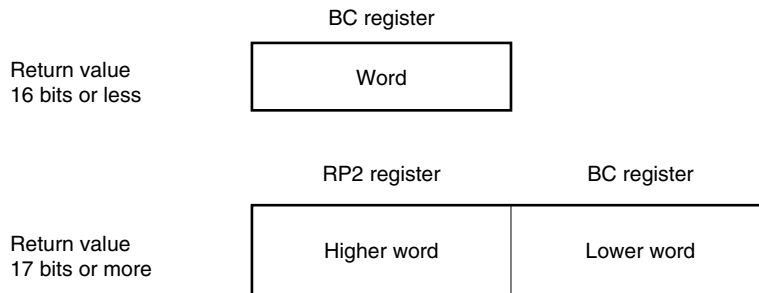 BC register
Return value
16 bits or less
Word
RP2 register
BC register
Return value
17 bits or more
Higher word
Lower word